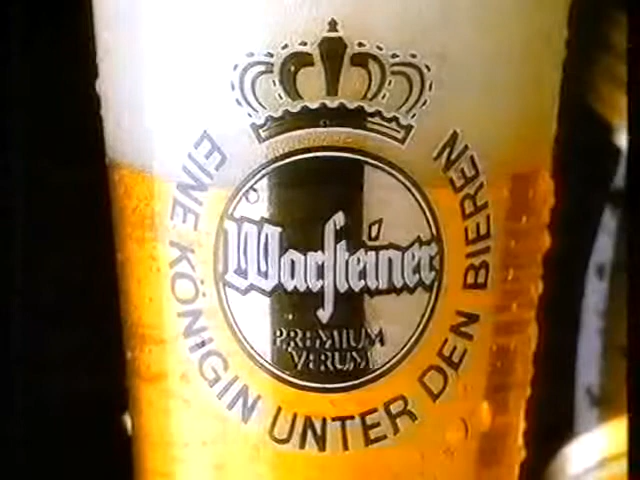 Warsteiner
PREMIUM
VERUM
EINE KÖNIGIN UNTER DEN BIEREN